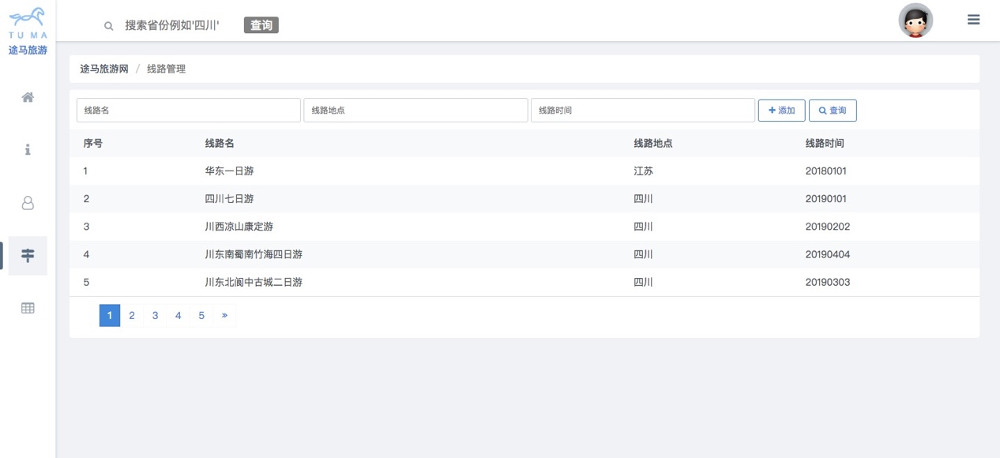 搜索省份例如'四川' 查询
TU MA
途马旅游
途马旅游网 / 线路管理
线路名 线路地点 线路时间 添加 查询
序号 线路名 线路地点 线路时间
1 华东一日游 江苏 20180101
2 四川七日游 四川 20190101
3 川西凉山康定游 四川 20190202
4 川东南蜀南竹海四日游 四川 20190404
5 川东北阆中古城二日游 四川 20190303
1 2 3 4 5 »